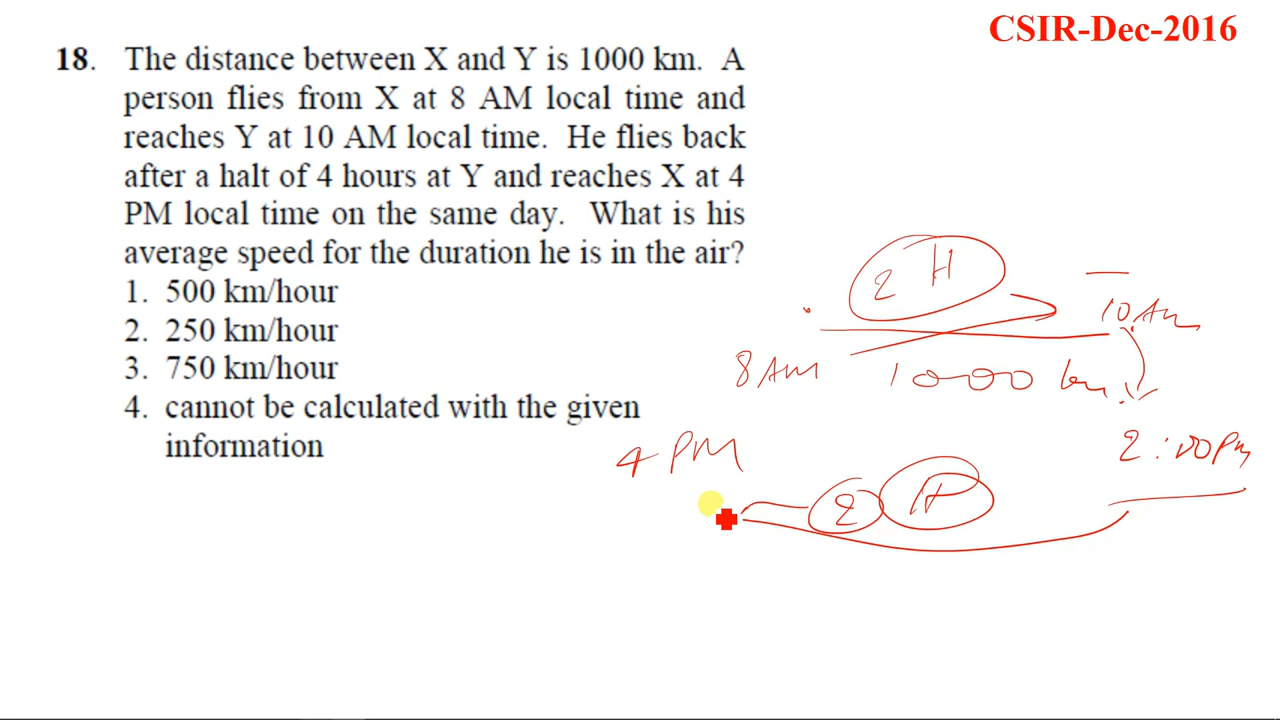 CSIR-Dec-2016
18. The distance between X and Y is 1000 km. A
person flies from X at 8 AM local time and
reaches Y at 10 AM local time. He flies back
after a halt of 4 hours at Y and reaches X at 4
PM local time on the same day. What is his
average speed for the duration he is in the air?
1. 500 km/hour
2. 250 km/hour
3. 750 km/hour
4. cannot be calculated with the given
information
2 H
10 AM
8 AM
1000 km
4 PM
2:00 PM
2 H